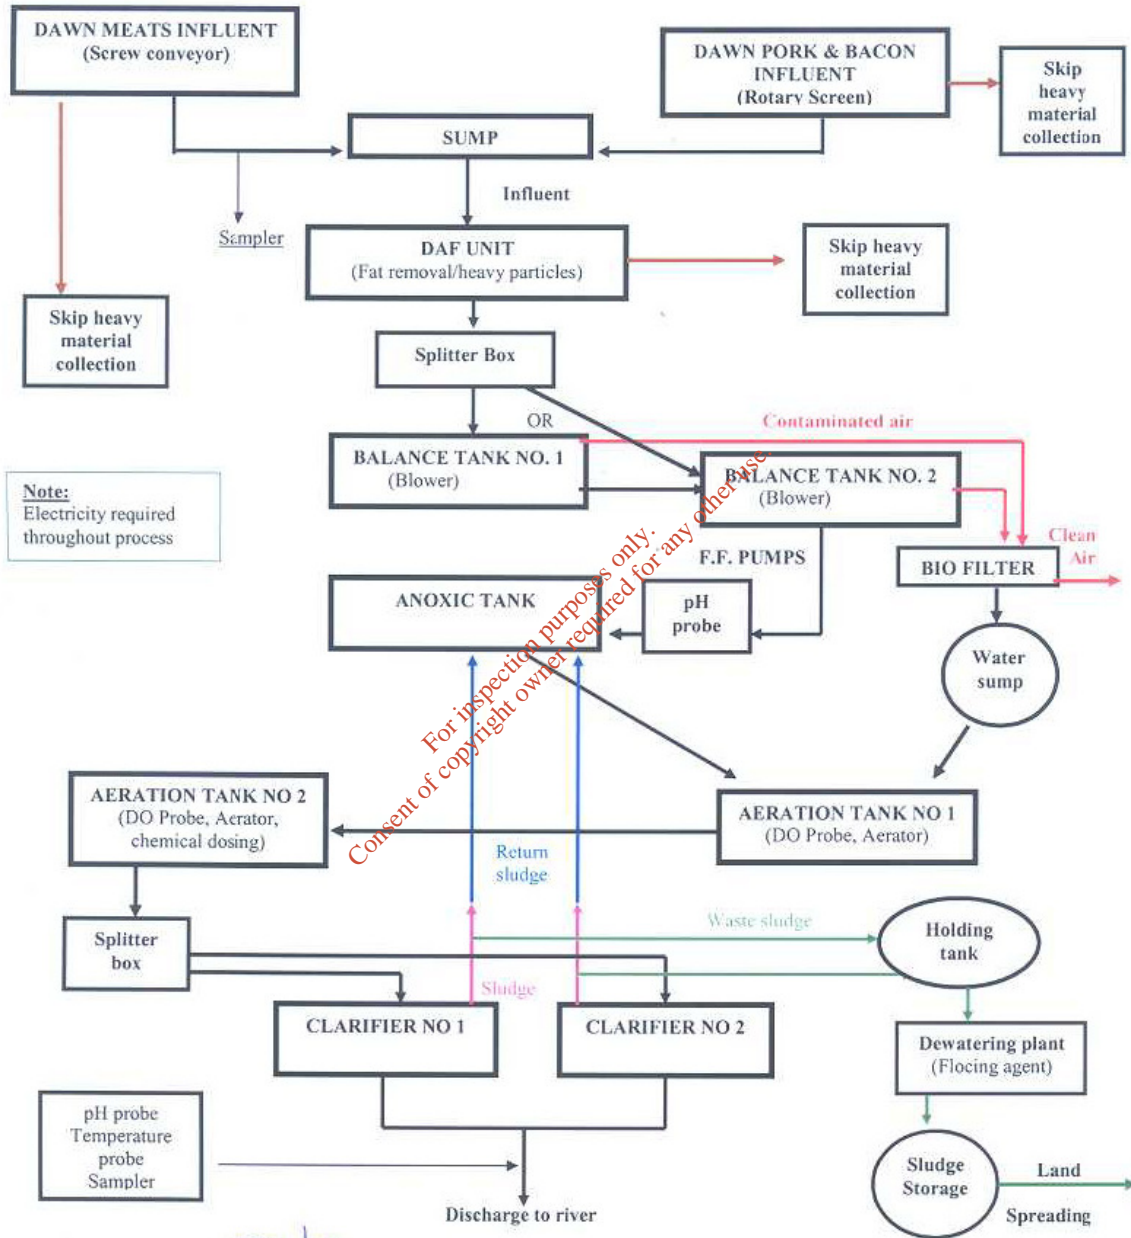 DAWN MEATS INFLUENT
(Screw conveyor)
DAWN PORK & BACON
INFLUENT
(Rotary Screen)
Skip
heavy
material
collection
SUMP
Influent
Sampler
DAF UNIT
(Fat removal/heavy particles)
Skip heavy
material
collection
Skip heavy
material
collection
Splitter Box
OR
Contaminated air
BALANCE TANK NO. 1
(Blower)
BALANCE TANK NO. 2
(Blower)
Note:
Electricity required
throughout process
Clean
Air
F.F. PUMPS
BIO FILTER
ANOXIC TANK
pH
probe
Water
sump
For inspection purposes only.
Consent of copyright owner required for any other use.
AERATION TANK NO 2
(DO Probe, Aerator,
chemical dosing)
AERATION TANK NO 1
(DO Probe, Aerator)
Return
sludge
Waste sludge
Holding
tank
Splitter
box
Sludge
CLARIFIER NO 1
CLARIFIER NO 2
Dewatering plant
(Flocing agent)
pH probe
Temperature
probe
Sampler
Sludge
Storage
Land
Spreading
Discharge to river